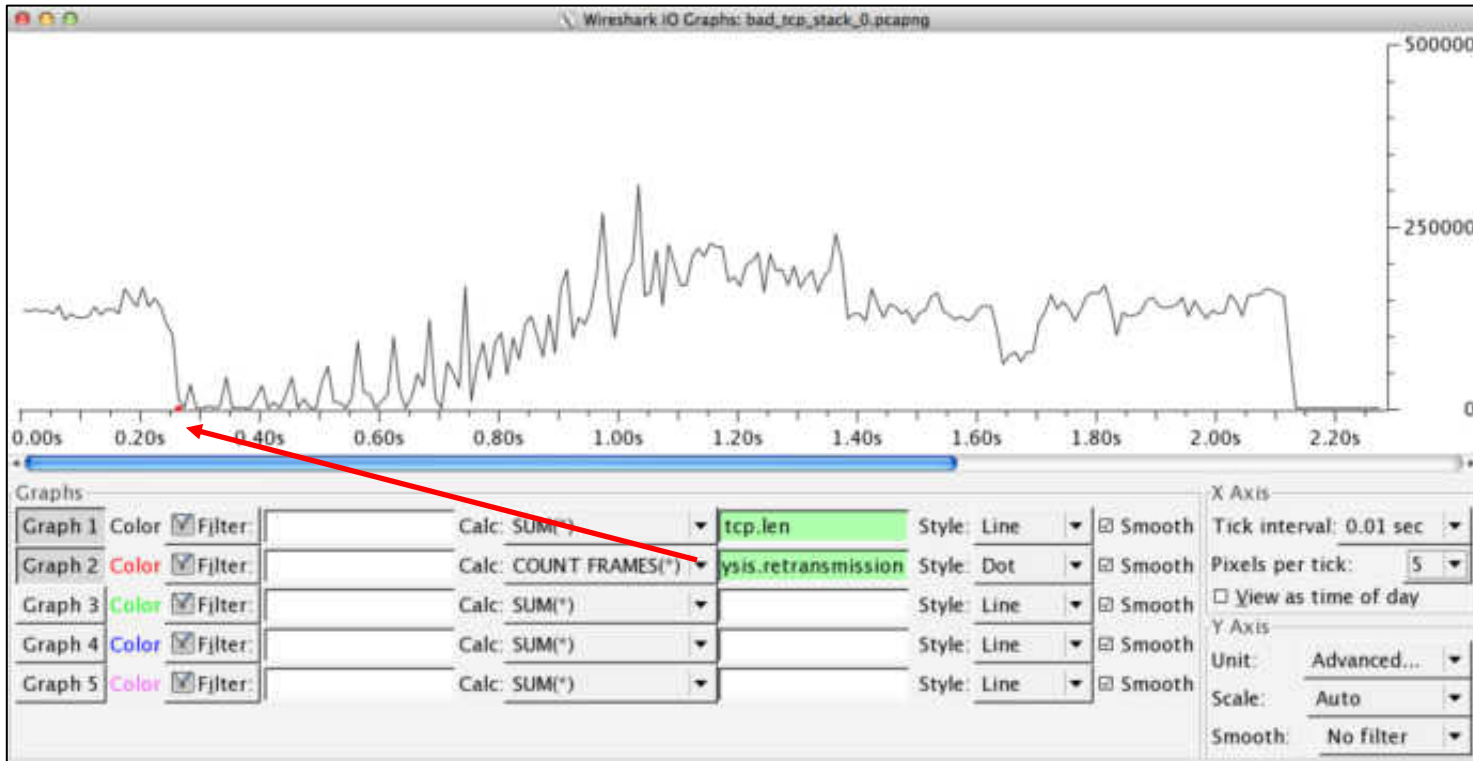 Wireshark IO Graphs: bad_tcp_stack_0.pcapng
500000
250000
0
0.00s 0.20s 0.40s 0.60s 0.80s 1.00s 1.20s 1.40s 1.60s 1.80s 2.00s 2.20s
Graphs
Graph 1 Color Filter: Calc: SUM(*) tcp.len Style: Line Smooth
Graph 2 Color Filter: Calc: COUNT FRAMES(*) ysis.retransmission Style: Dot Smooth
Graph 3 Color Filter: Calc: SUM(*) Style: Line Smooth
Graph 4 Color Filter: Calc: SUM(*) Style: Line Smooth
Graph 5 Color Filter: Calc: SUM(*) Style: Line Smooth
X Axis
Tick interval: 0.01 sec
Pixels per tick: 5
View as time of day
Y Axis
Unit: Advanced...
Scale: Auto
Smooth: No filter